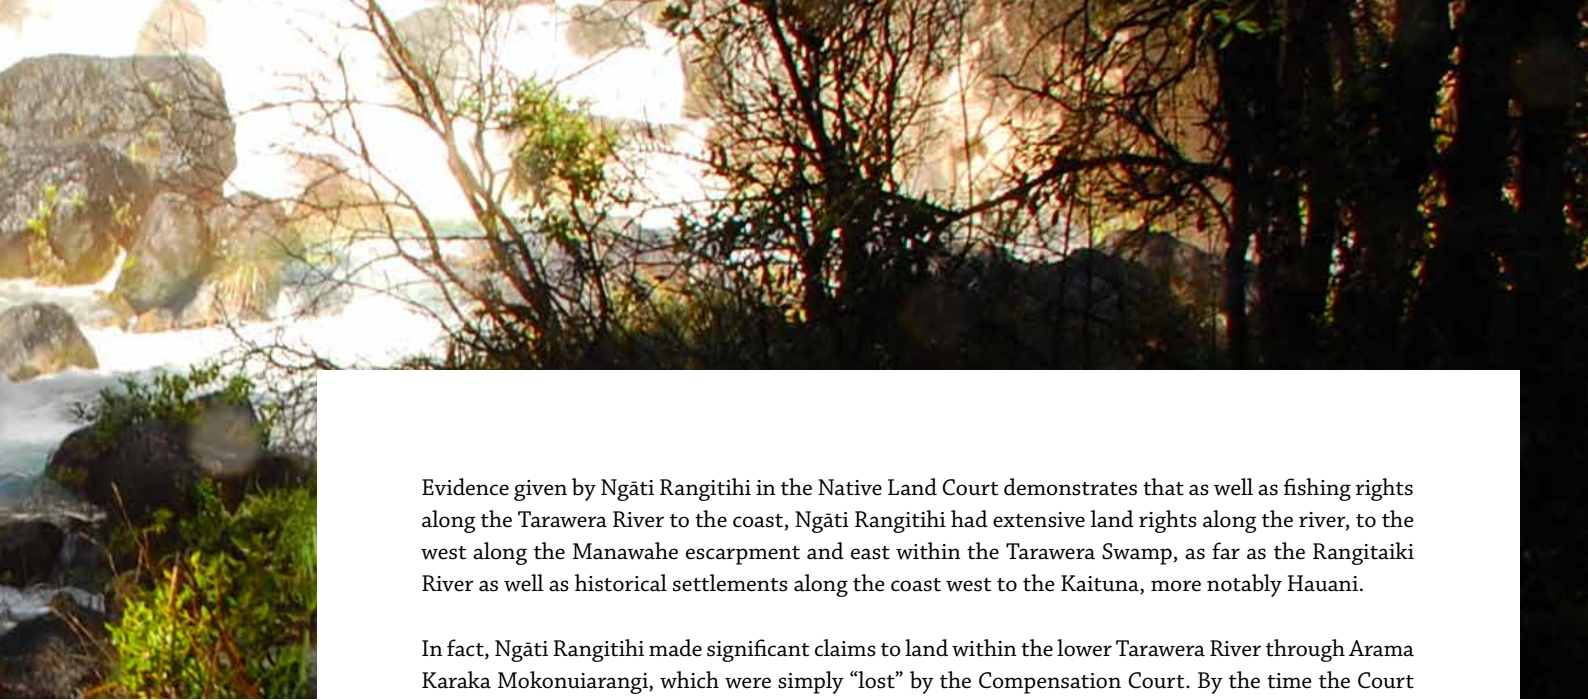 Evidence given by Ngāti Rangitihi in the Native Land Court demonstrates that as well as fishing rights
along the Tarawera River to the coast, Ngāti Rangitihi had extensive land rights along the river, to the
west along the Manawahe escarpment and east within the Tarawera Swamp, as far as the Rangitaiki
River as well as historical settlements along the coast west to the Kaituna, more notably Hauani.
In fact, Ngāti Rangitihi made significant claims to land within the lower Tarawera River through Arama
Karaka Mokonuiarangi, which were simply “lost” by the Compensation Court. By the time the Court